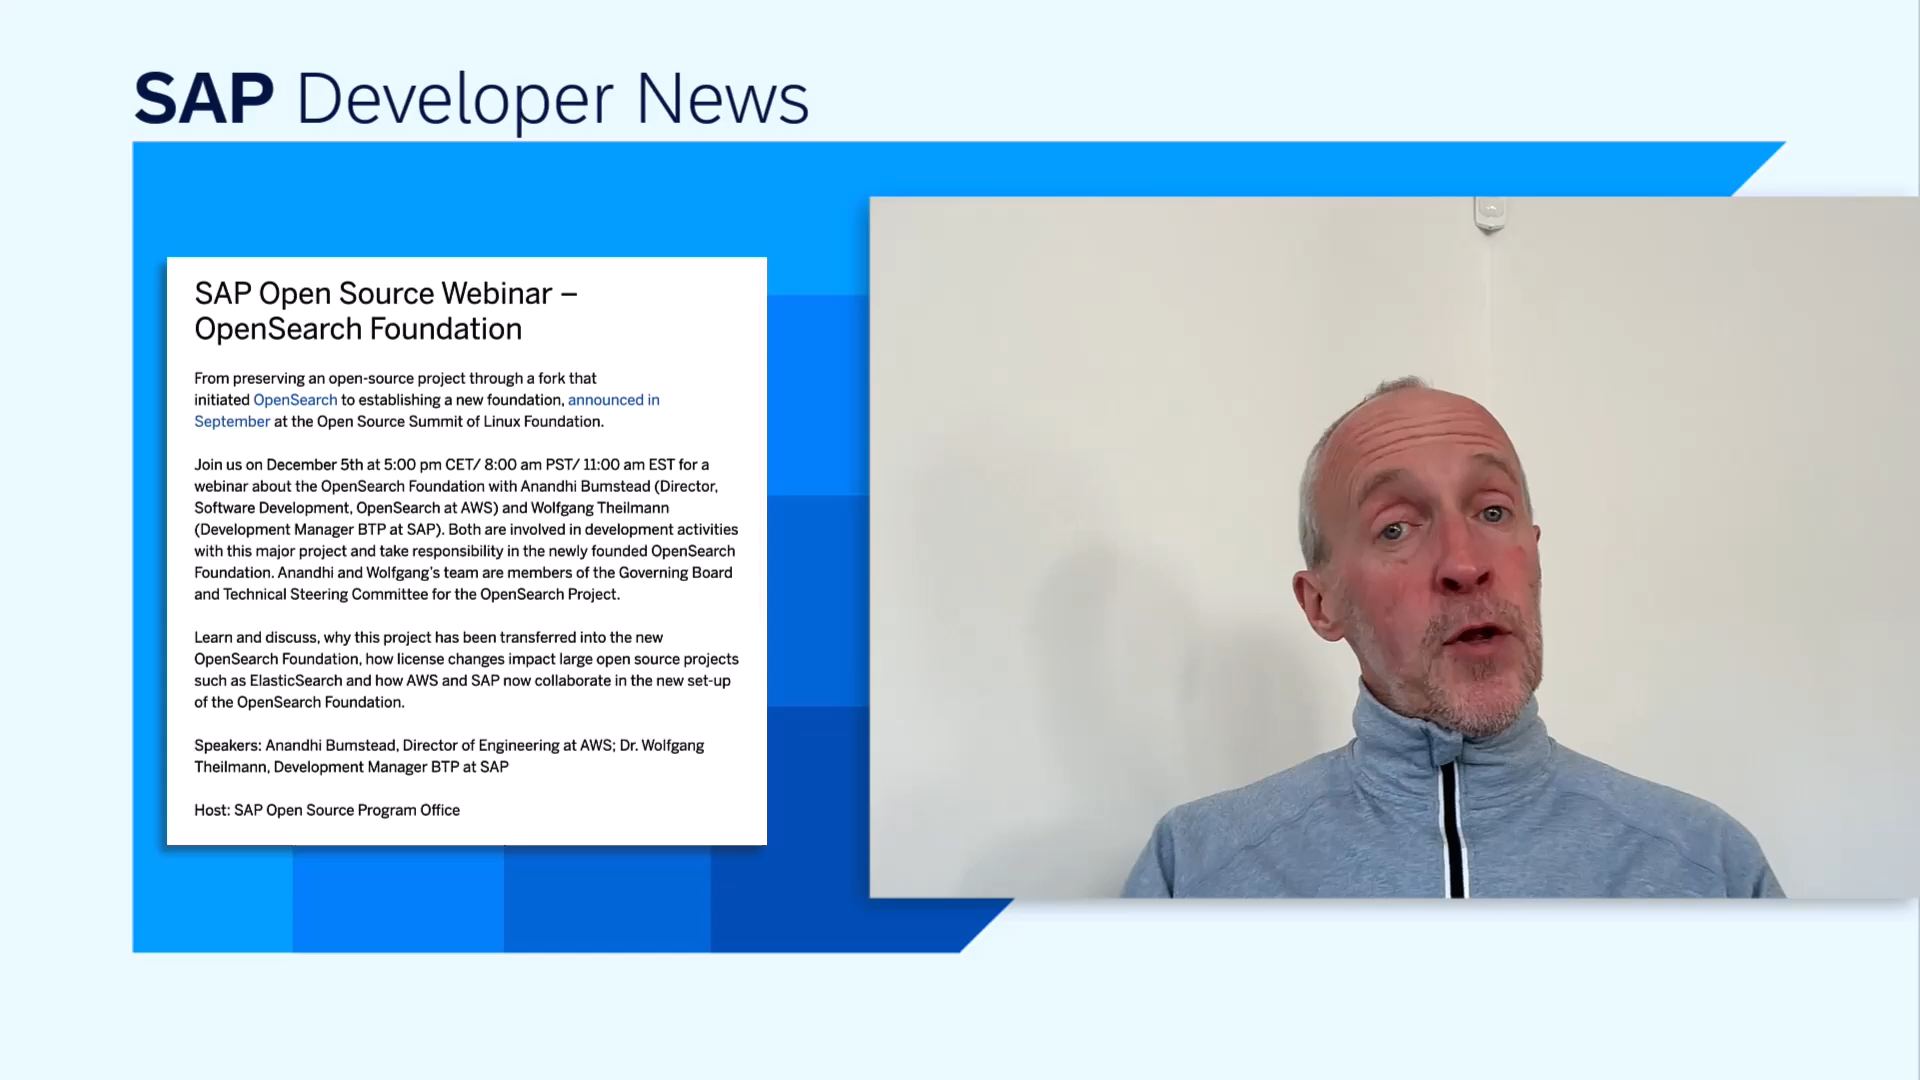 SAP Developer News
SAP Open Source Webinar –
OpenSearch Foundation
From preserving an open-source project through a fork that
initiated OpenSearch to establishing a new foundation, announced in
September at the Open Source Summit of Linux Foundation.
Join us on December 5th at 5:00 pm CET/ 8:00 am PST/ 11:00 am EST for a
webinar about the OpenSearch Foundation with Anandhi Bumstead (Director,
Software Development, OpenSearch at AWS) and Wolfgang Theilmann
(Development Manager BTP at SAP). Both are involved in development activities
with this major project and take responsibility in the newly founded OpenSearch
Foundation. Anandhi and Wolfgang's team are members of the Governing Board
and Technical Steering Committee for the OpenSearch Project.
Learn and discuss, why this project has been transferred into the new
OpenSearch Foundation, how license changes impact large open source projects
such as ElasticSearch and how AWS and SAP now collaborate in the new set-up
of the OpenSearch Foundation.
Speakers: Anandhi Bumstead, Director of Engineering at AWS; Dr. Wolfgang
Theilmann, Development Manager BTP at SAP
Host: SAP Open Source Program Office